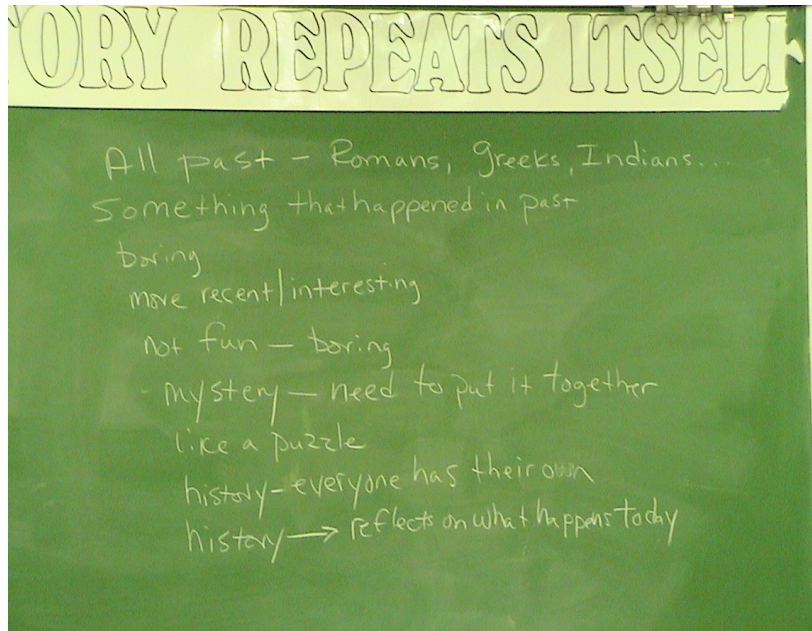 ORY REPEATS ITSELF
All past - Romans, Greeks, Indians...
Something that happened in past
boring
more recent/interesting
not fun - boring
- mystery - need to put it together
like a puzzle
history - everyone has their own
history → reflects on what happens today